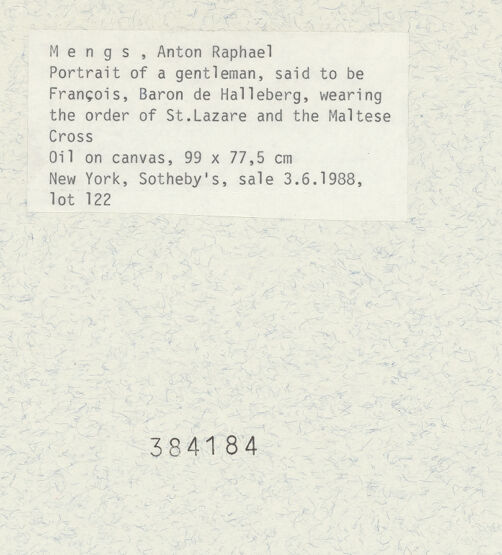 M e n g s , Anton Raphael
Portrait of a gentleman, said to be
François, Baron de Halleberg, wearing
the order of St.Lazare and the Maltese
Cross
Oil on canvas, 99 x 77,5 cm
New York, Sotheby's, sale 3.6.1988,
lot 122
384184